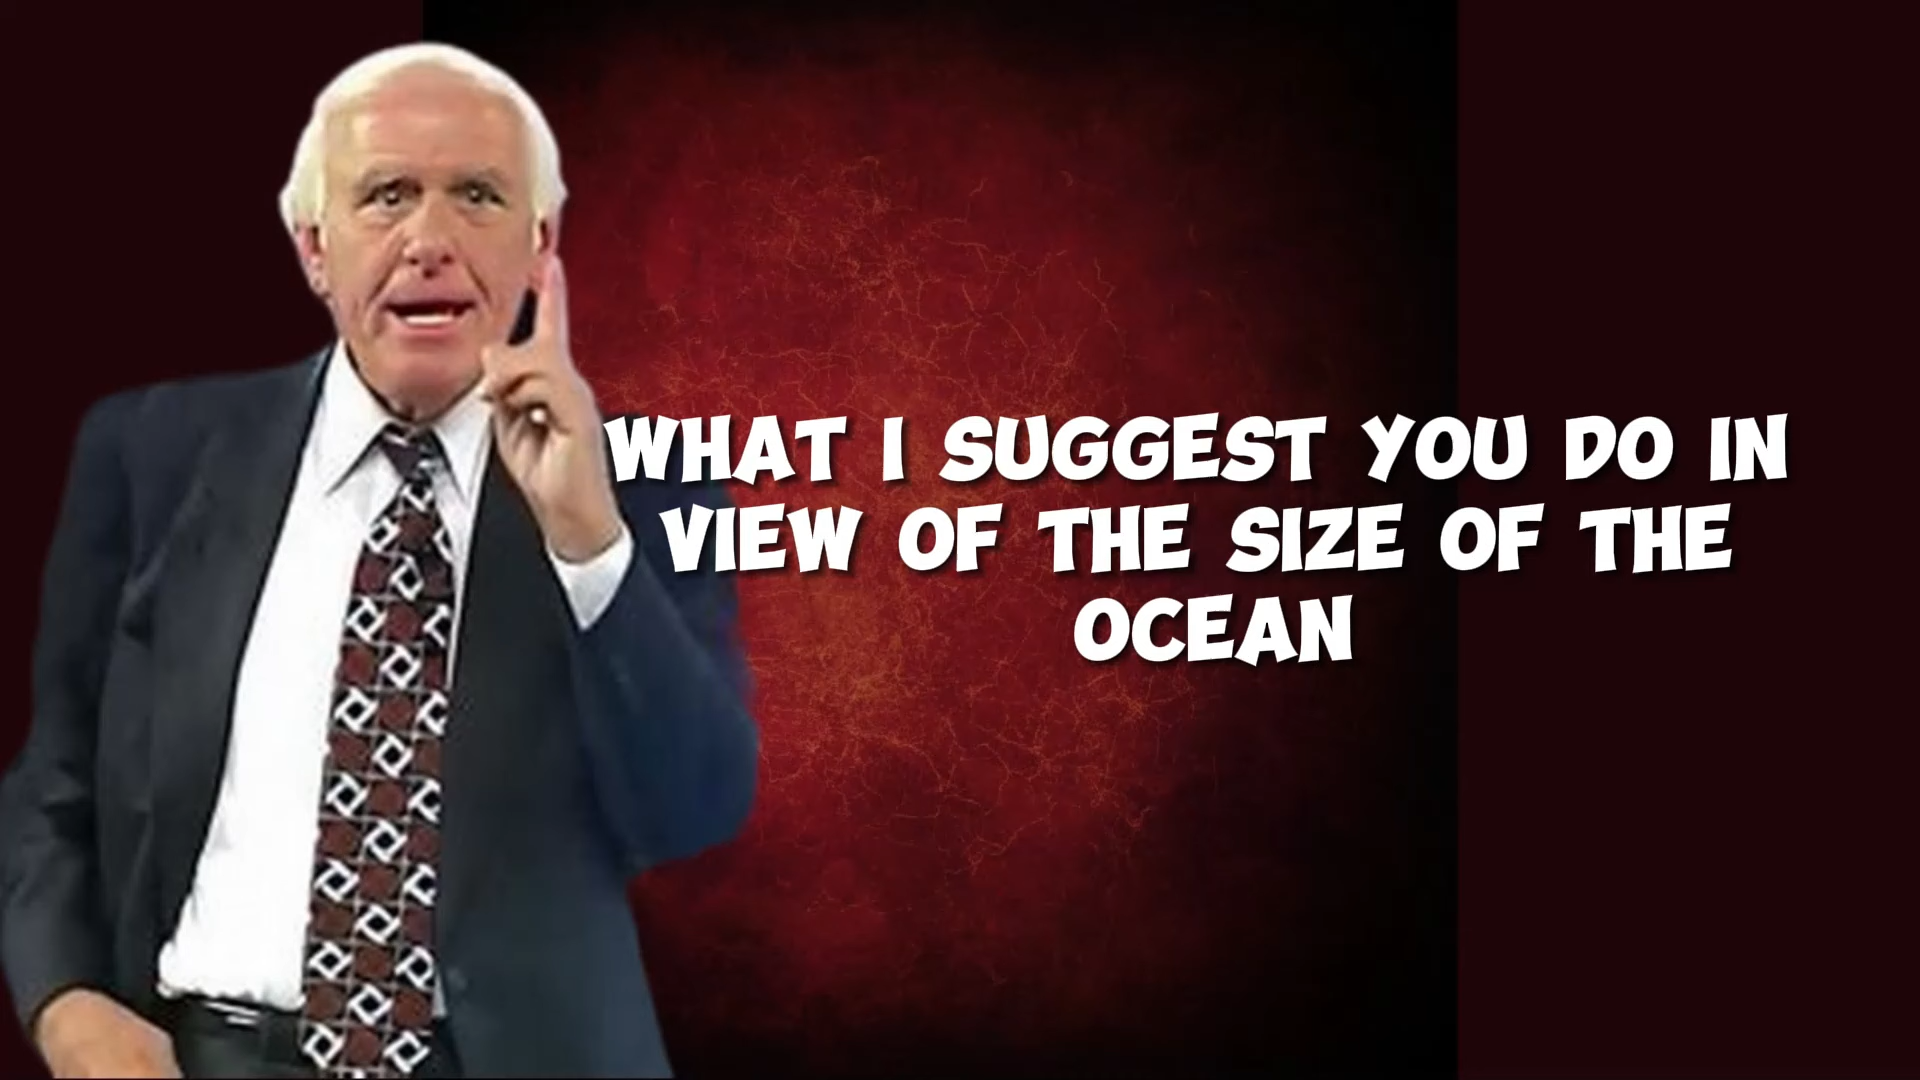 WHAT I SUGGEST YOU DO IN
VIEW OF THE SIZE OF THE
OCEAN